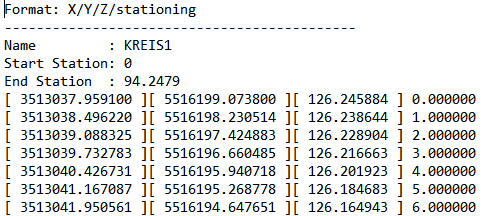 Format: X/Y/Z/stationing
--------------------------------------------
Name         : KREIS1
Start Station: 0
End Station  : 94.2479
[ 3513037.959100 ][ 5516199.073800 ][ 126.245884 ] 0.000000
[ 3513038.496220 ][ 5516198.230514 ][ 126.238644 ] 1.000000
[ 3513039.088325 ][ 5516197.424883 ][ 126.228904 ] 2.000000
[ 3513039.732783 ][ 5516196.660485 ][ 126.216663 ] 3.000000
[ 3513040.426731 ][ 5516195.940718 ][ 126.201923 ] 4.000000
[ 3513041.167087 ][ 5516195.268778 ][ 126.184683 ] 5.000000
[ 3513041.950561 ][ 5516194.647651 ][ 126.164943 ] 6.000000